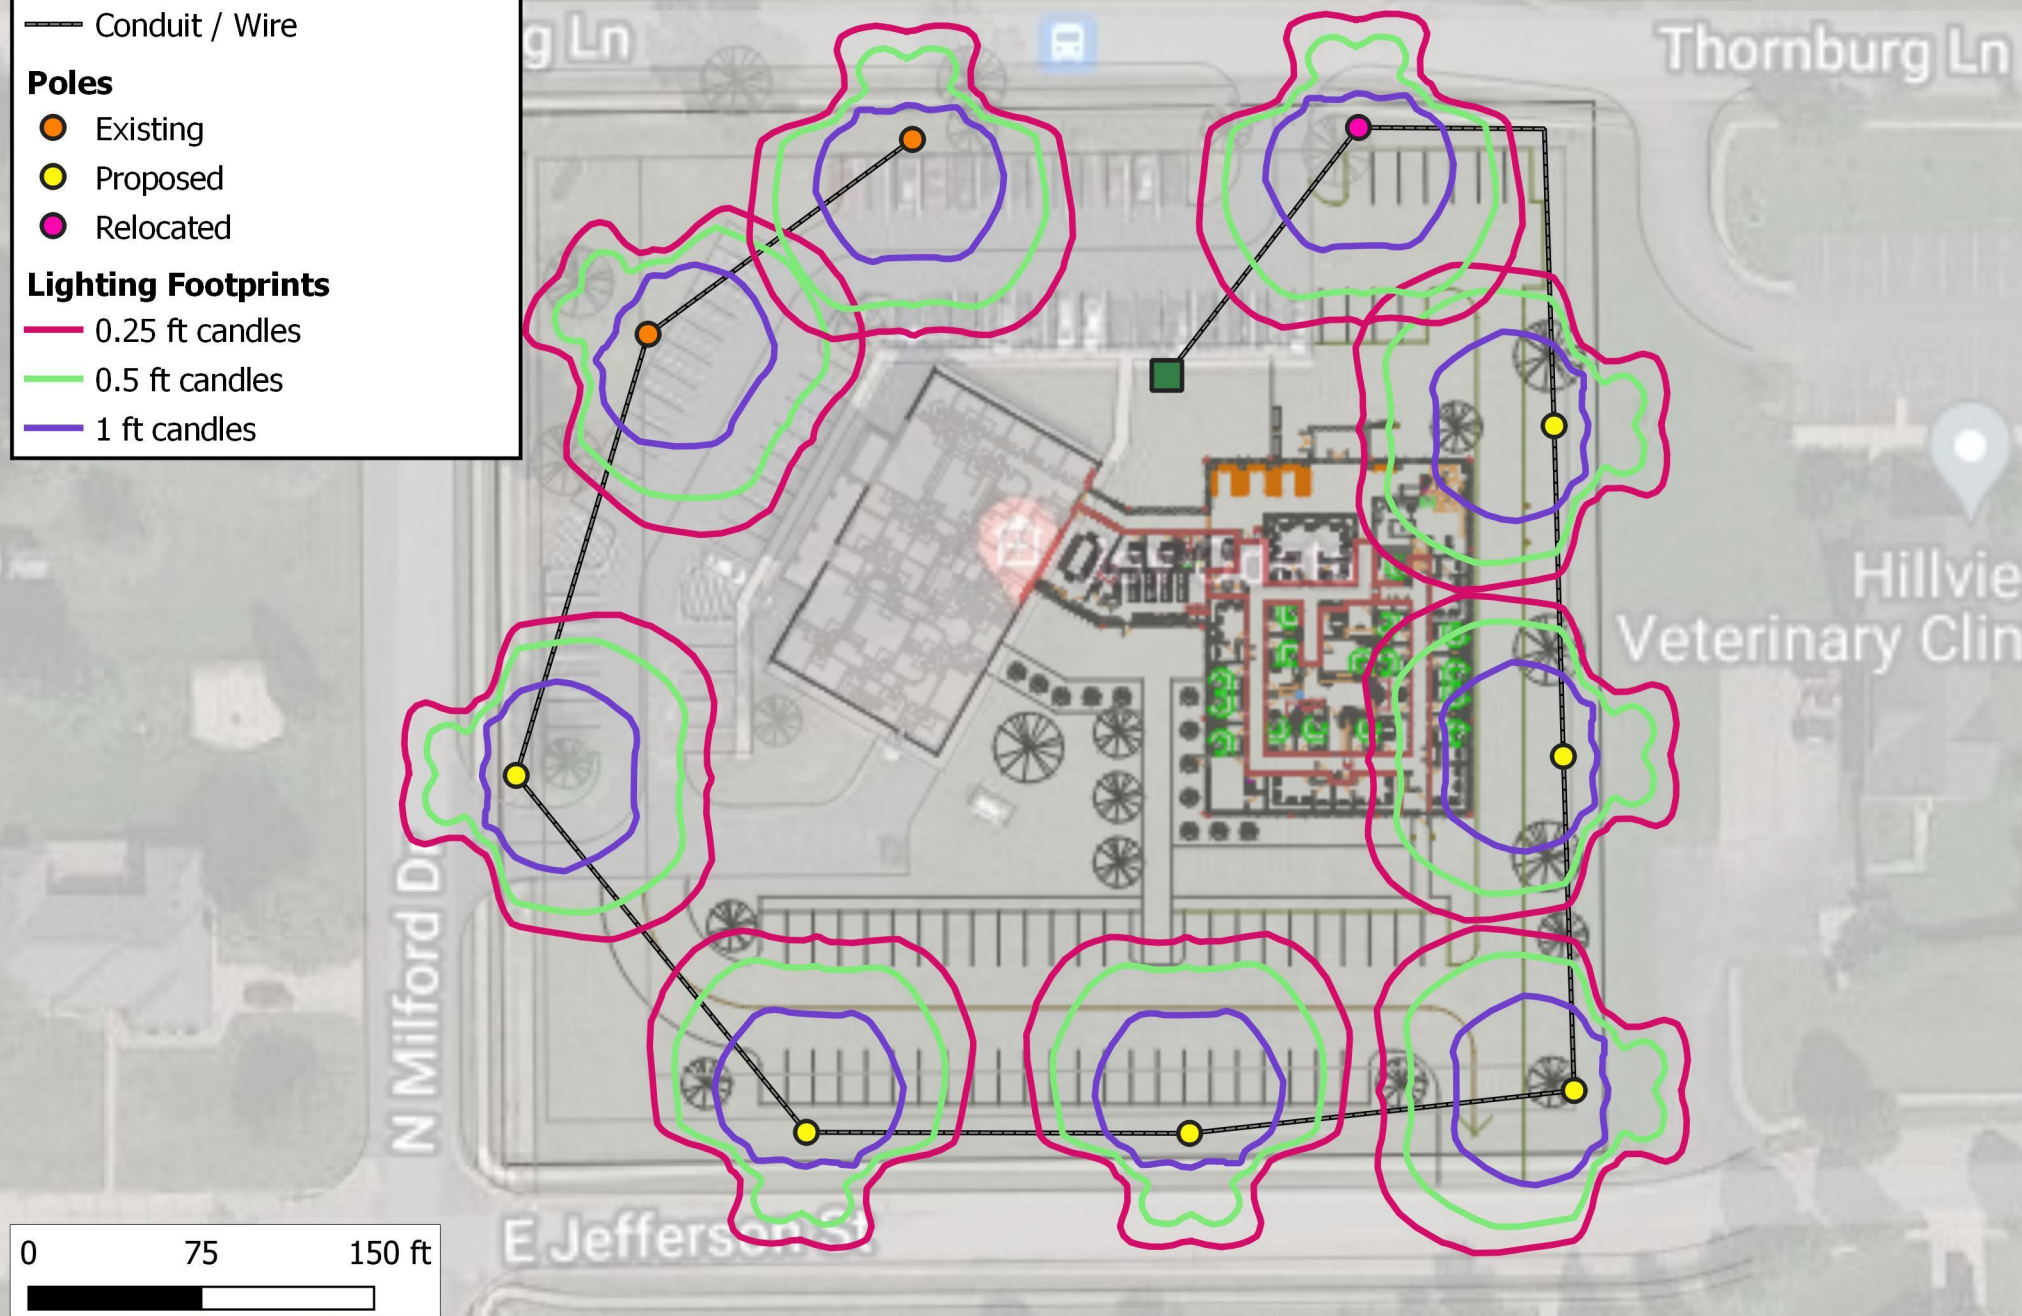 Conduit / Wire
Poles
Existing
Proposed
Relocated
Lighting Footprints
0.25 ft candles
0.5 ft candles
1 ft candles
g Ln
Thornburg Ln
Hillvie
Veterinary Clin
N Milford D
E Jefferson St
0 75 150 ft